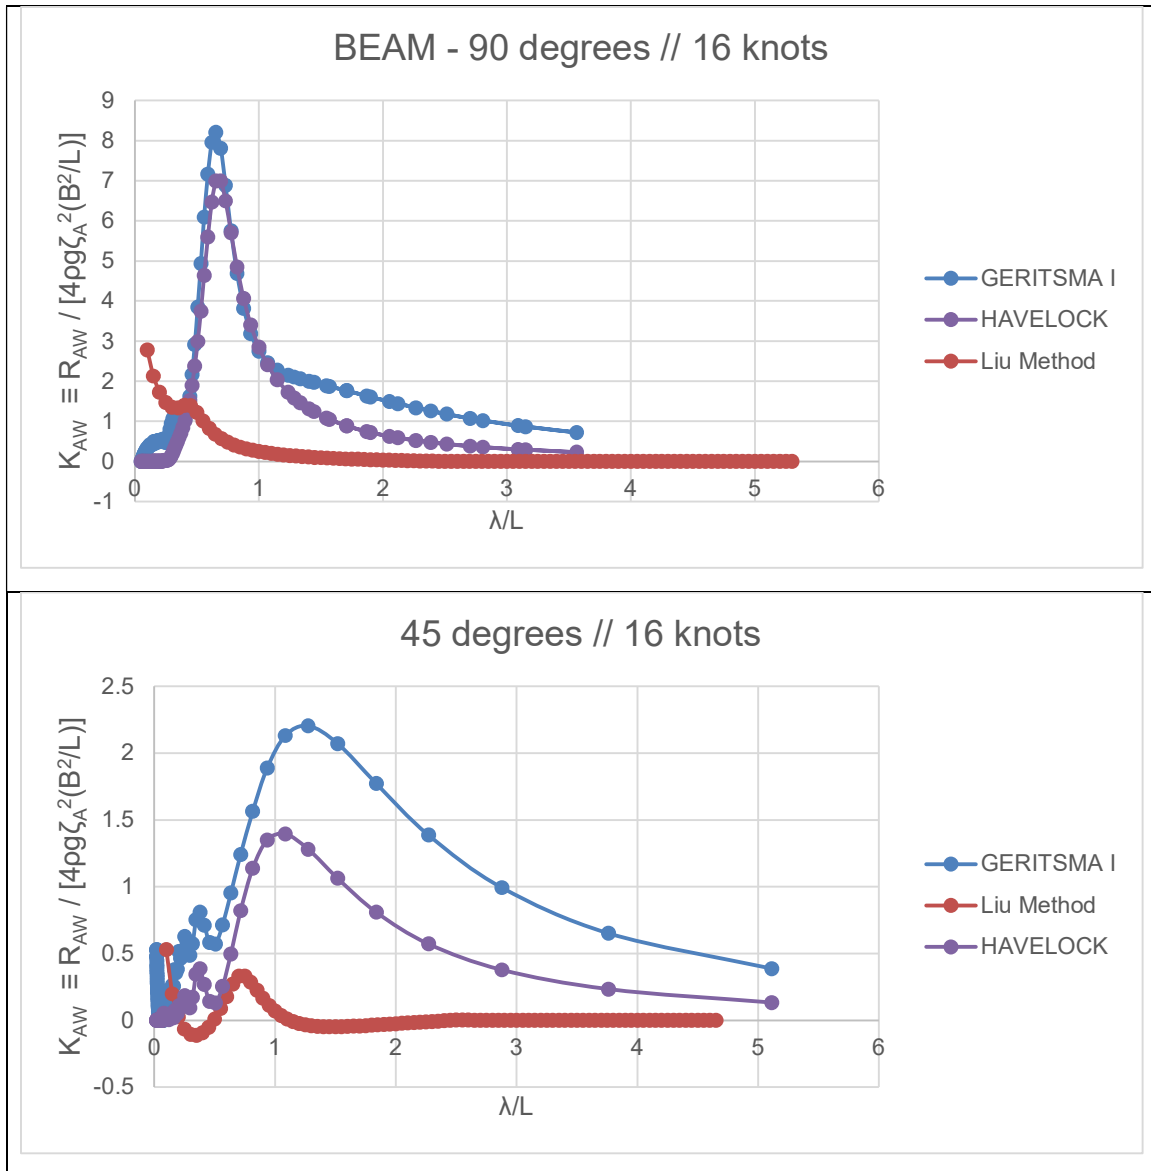 BEAM - 90 degrees // 16 knots
9
8
7
6
5
4
3
2
1
0
-1
0 1 2 3 4 5 6
K_AW ≡ R_AW / [4ρgζ_A²(B²/L)]
λ/L
GERITSMA I
HAVELOCK
Liu Method
45 degrees // 16 knots
2.5
2
1.5
1
0.5
0
-0.5
0 1 2 3 4 5 6
K_AW ≡ R_AW / [4ρgζ_A²(B²/L)]
λ/L
GERITSMA I
Liu Method
HAVELOCK